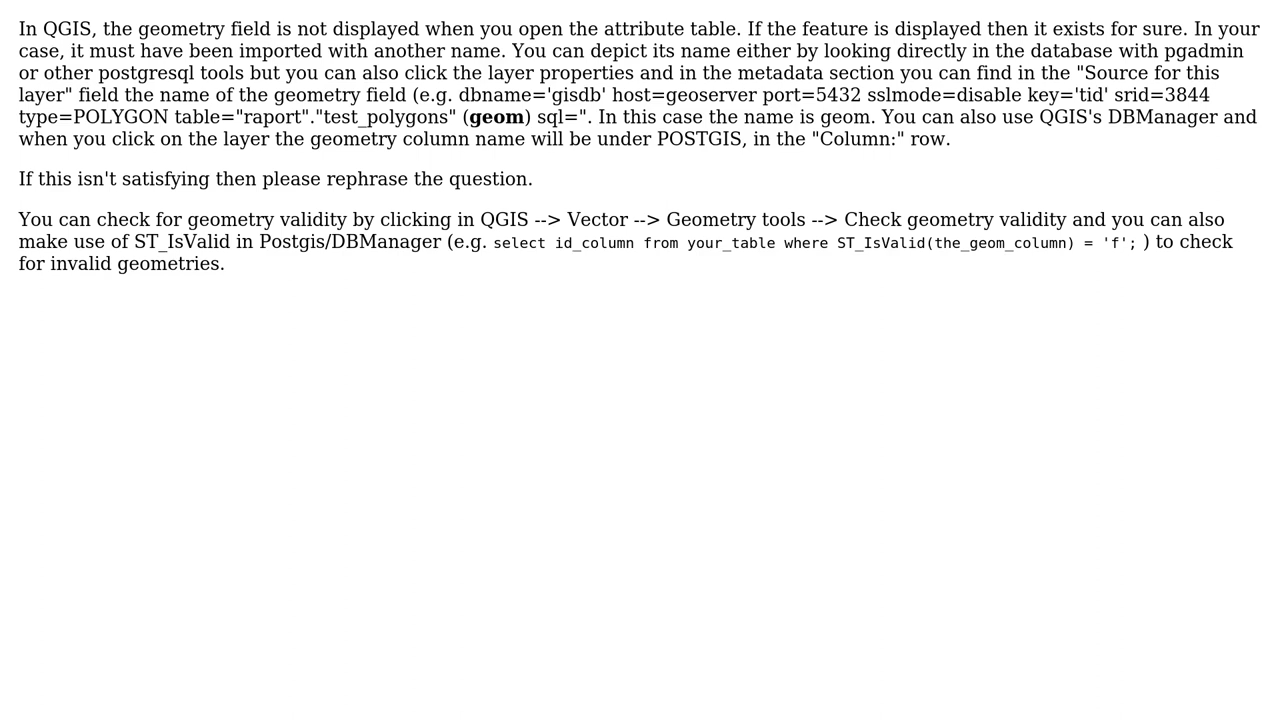 In QGIS, the geometry field is not displayed when you open the attribute table. If the feature is displayed then it exists for sure. In your
case, it must have been imported with another name. You can depict its name either by looking directly in the database with pgadmin
or other postgresql tools but you can also click the layer properties and in the metadata section you can find in the "Source for this
layer" field the name of the geometry field (e.g. dbname='gisdb' host=geoserver port=5432 sslmode=disable key='tid' srid=3844
type=POLYGON table="raport"."test_polygons" (geom) sql=". In this case the name is geom. You can also use QGIS's DBManager and
when you click on the layer the geometry column name will be under POSTGIS, in the "Column:" row.
If this isn't satisfying then please rephrase the question.
You can check for geometry validity by clicking in QGIS --> Vector --> Geometry tools --> Check geometry validity and you can also
make use of ST_IsValid in Postgis/DBManager (e.g. select id_column from your_table where ST_IsValid(the_geom_column) = 'f'; ) to check
for invalid geometries.